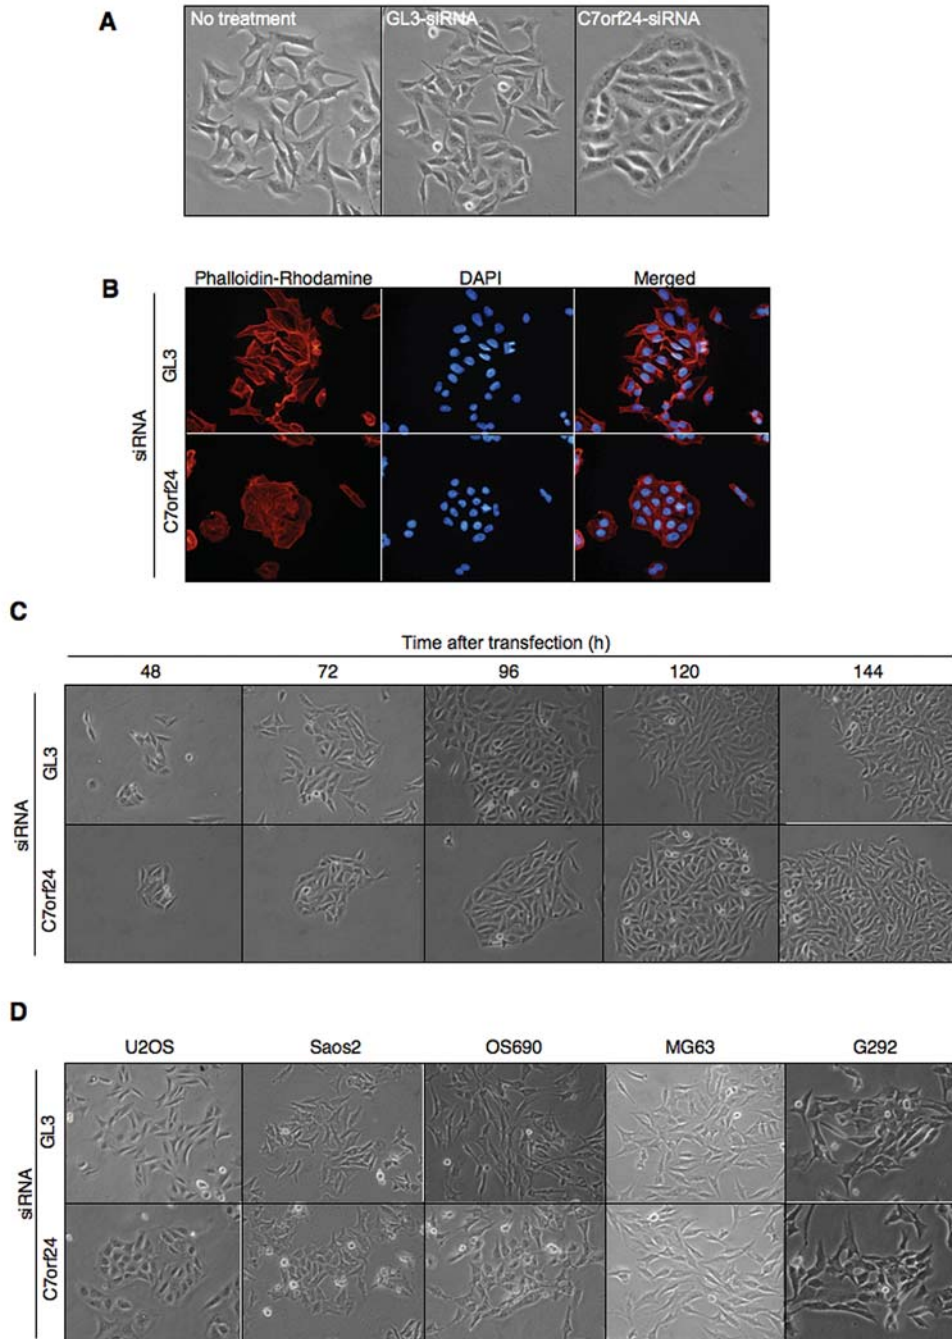 A
No treatment
GL3-siRNA
C7orf24-siRNA
B
Phalloidin-Rhodamine
DAPI
Merged
siRNA
GL3
C7orf24
C
Time after transfection (h)
48
72
96
120
144
siRNA
GL3
C7orf24
D
U2OS
Saos2
OS690
MG63
G292
siRNA
GL3
C7orf24